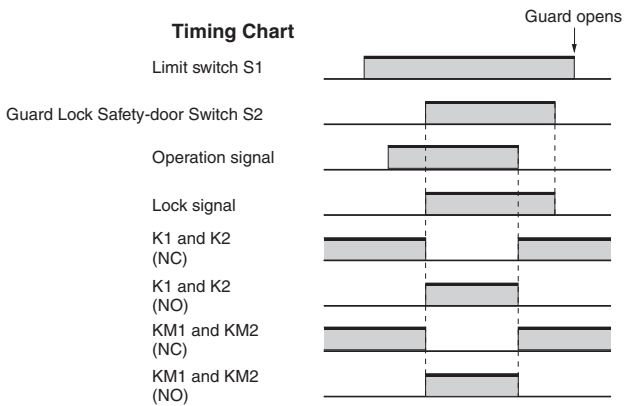 Guard opens
Timing Chart
Limit switch S1
Guard Lock Safety-door Switch S2
Operation signal
Lock signal
K1 and K2
(NC)
K1 and K2
(NO)
KM1 and KM2
(NC)
KM1 and KM2
(NO)